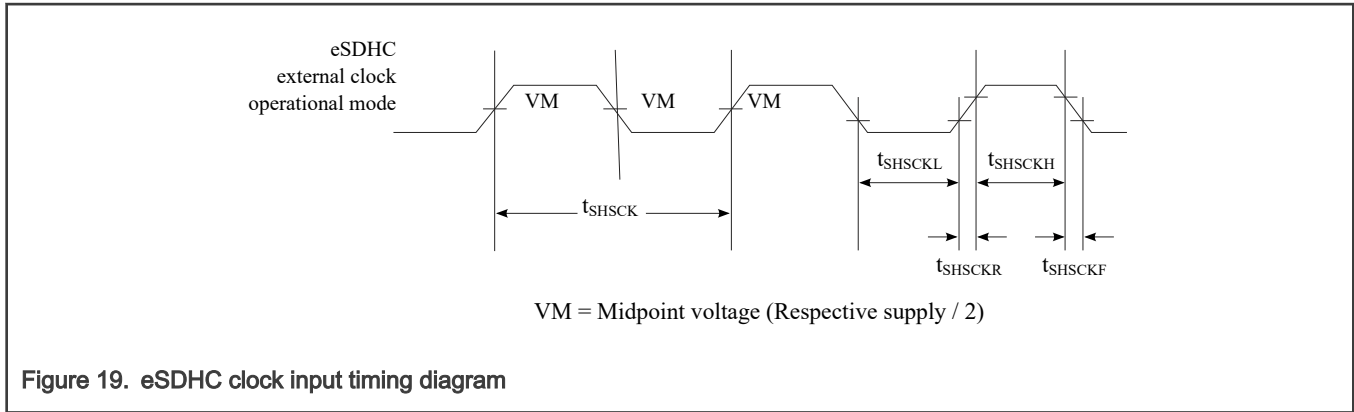 eSDHC
external clock
operational mode
VM VM VM
tSHSCKL tSHSCKH
tSHSCK
tSHSCKR tSHSCKF
VM = Midpoint voltage (Respective supply / 2)
Figure 19. eSDHC clock input timing diagram